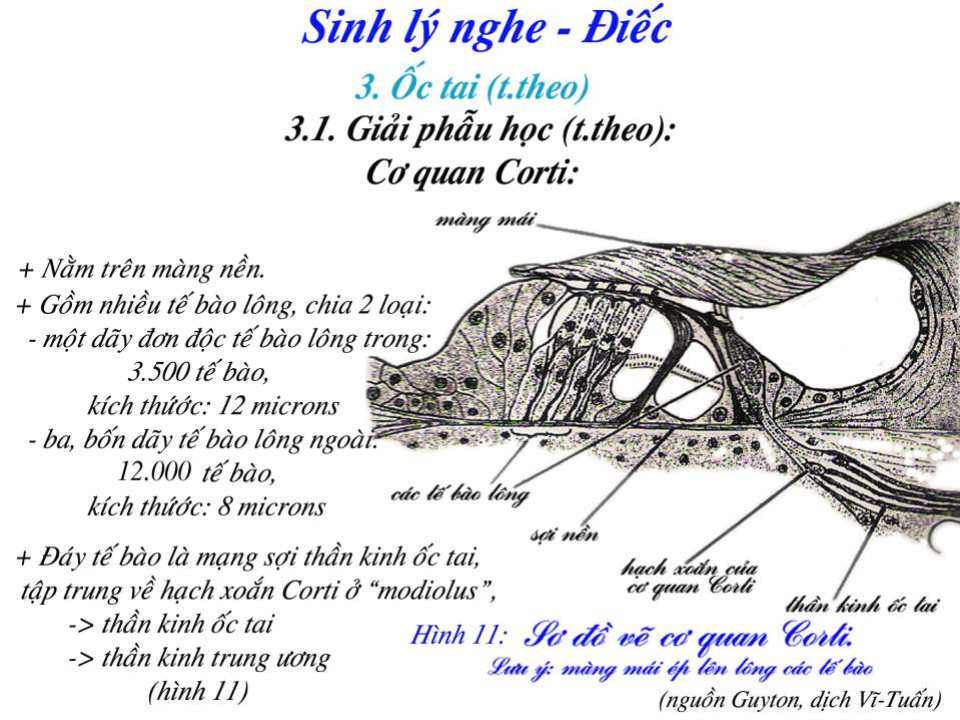 Sinh lý nghe - Điếc
3. Ốc tai (t.theo)
3.1. Giải phẫu học (t.theo):
Cơ quan Corti:
màng mái
+ Nằm trên màng nền.
+ Gồm nhiều tế bào lông, chia 2 loại:
- một dãy đơn độc tế bào lông trong:
3.500 tế bào,
kích thước: 12 microns
- ba, bốn dãy tế bào lông ngoài:
12.000 tế bào,
kích thước: 8 microns
các tế bào lông
sợi nền
hạch xoắn của
cơ quan Corti
thần kinh ốc tai
+ Đáy tế bào là mạng sợi thần kinh ốc tai,
tập trung về hạch xoắn Corti ở “modiolus”,
-> thần kinh ốc tai
-> thần kinh trung ương
(hình 11)
Hình 11: Sơ đồ vẽ cơ quan Corti.
Lưu ý: màng mái ép lên lông các tế bào
(nguồn Guyton, dịch Vĩ-Tuấn)